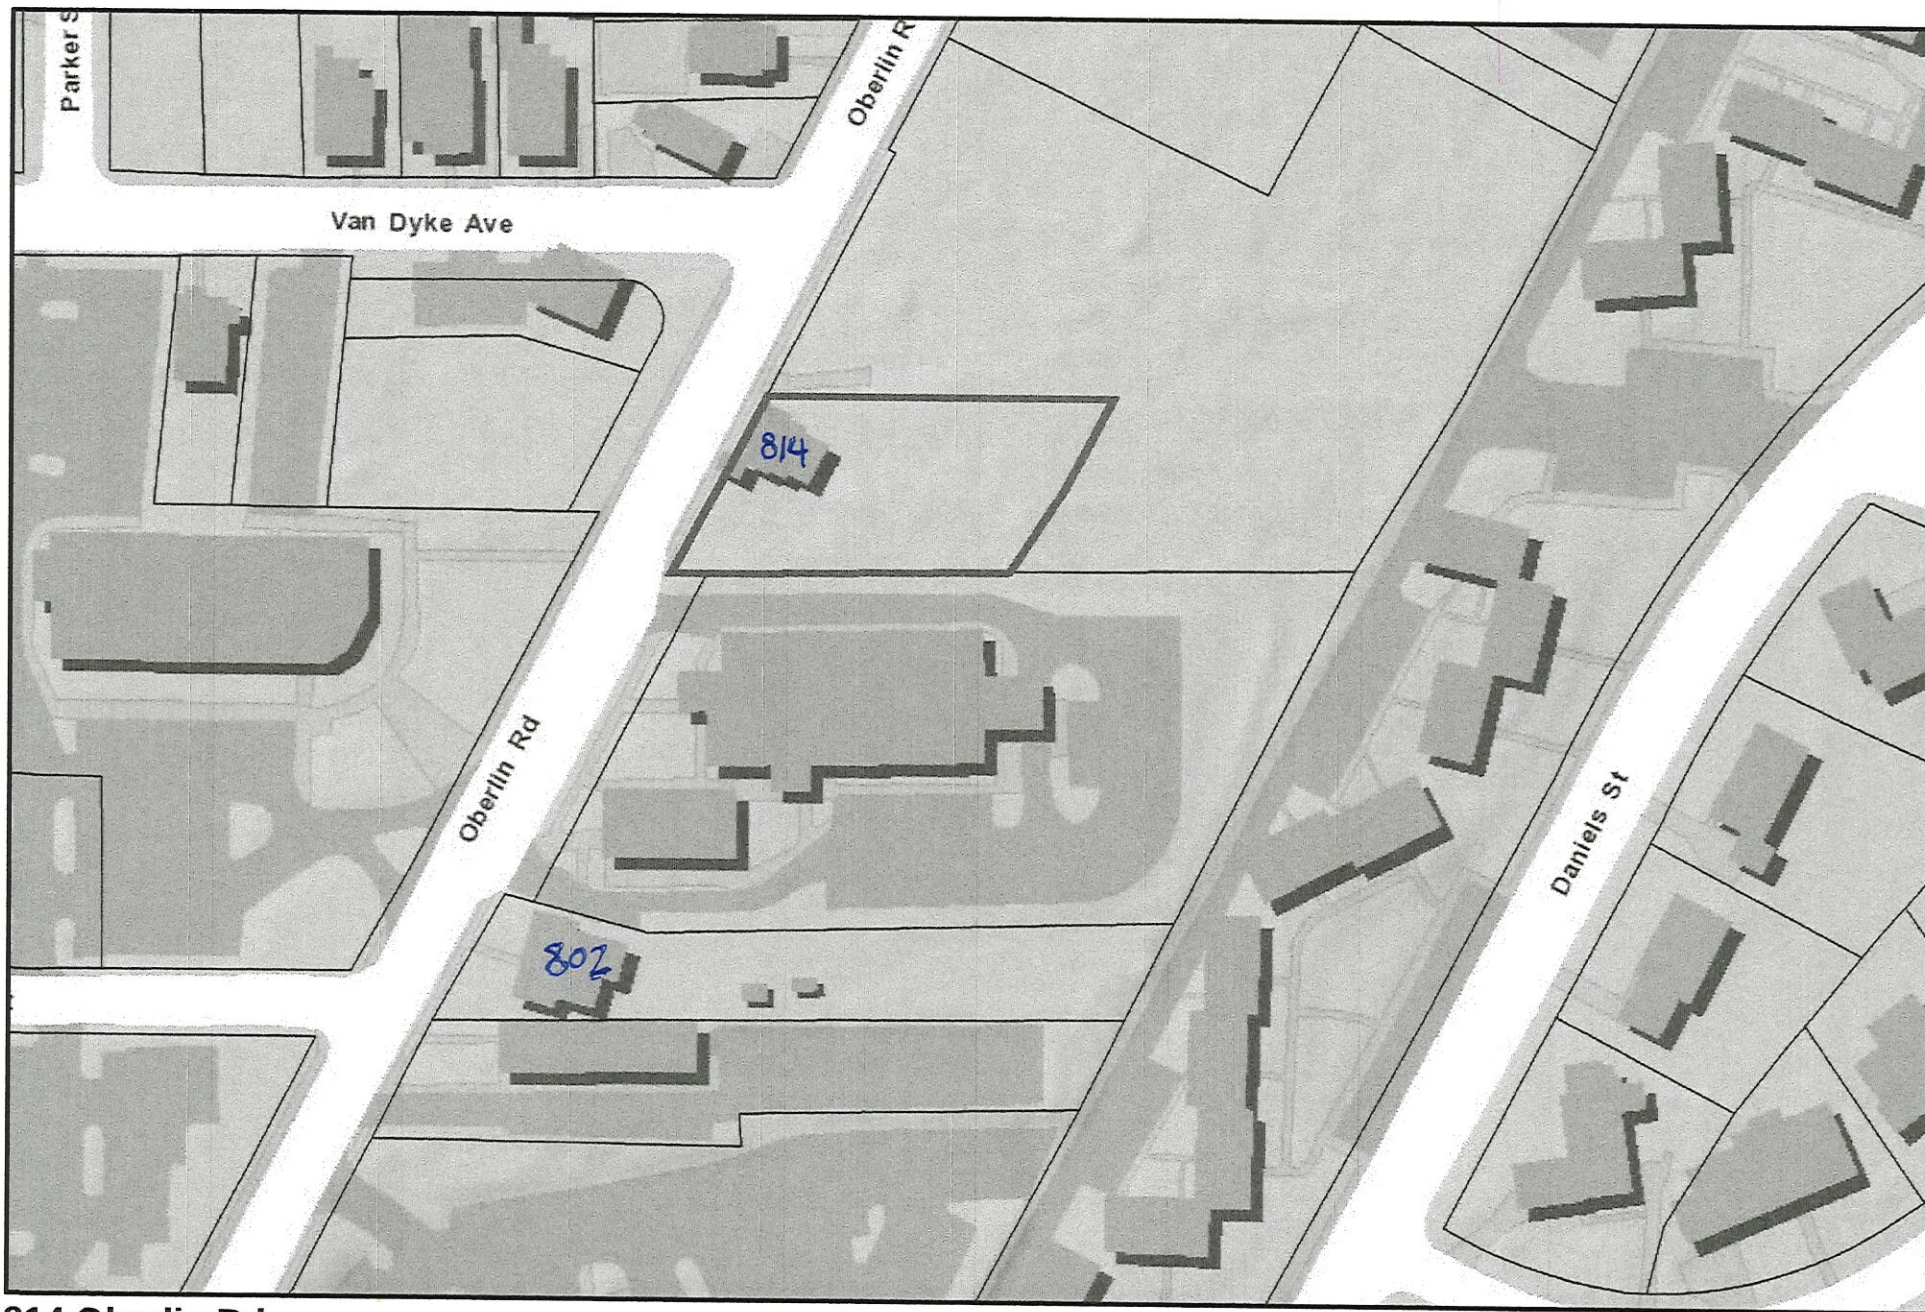 Parker S
Oberlin R
Van Dyke Ave
814
Oberlin Rd
Daniels St
802